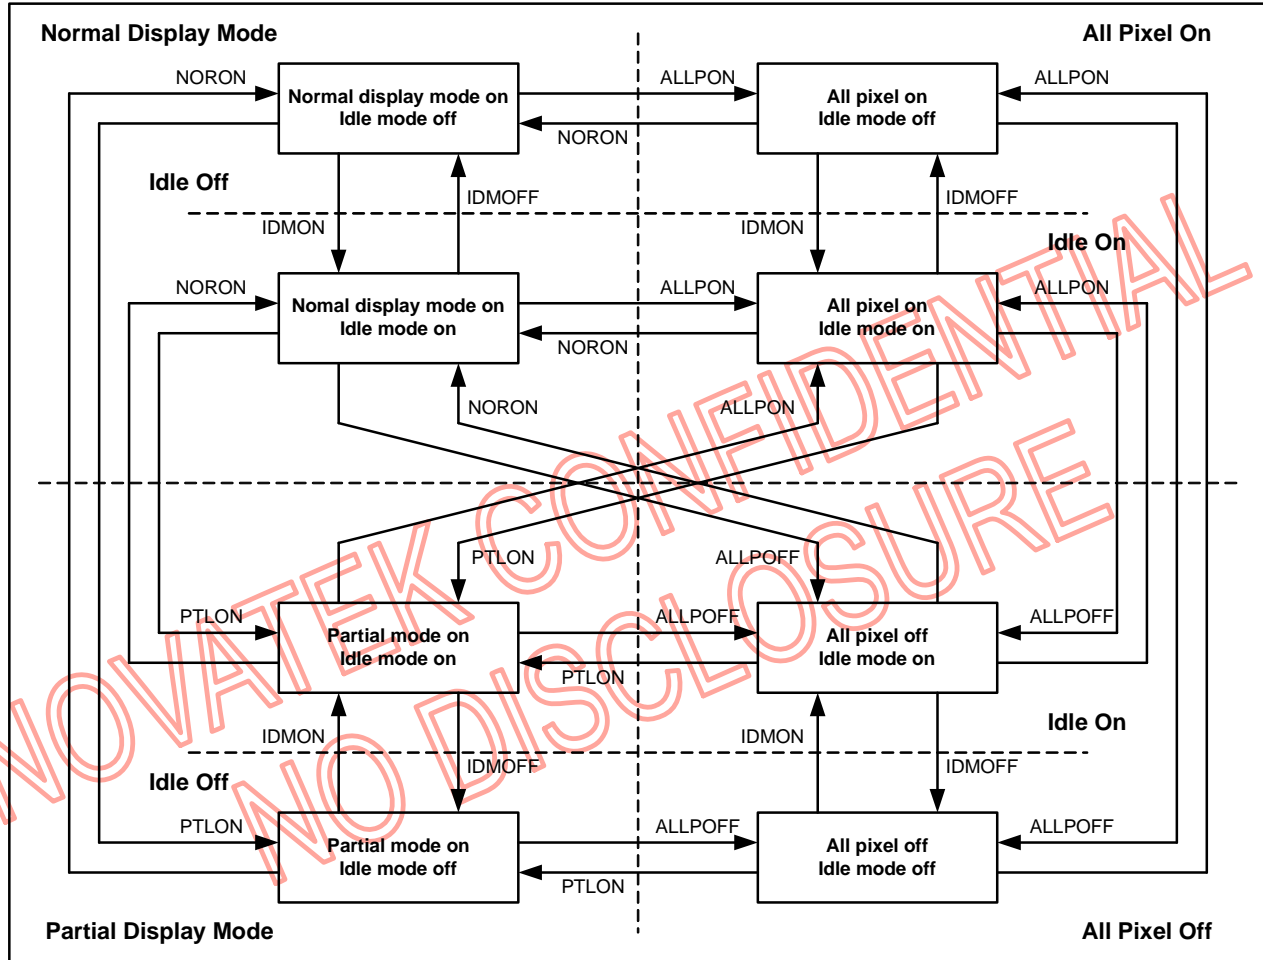 Normal Display Mode
All Pixel On
NORON
ALLPON
ALLPON
Normal display mode on
Idle mode off
All pixel on
Idle mode off
NORON
Idle Off
IDMOFF
IDMOFF
IDMON
IDMON
Idle On
NORON
ALLPON
ALLPON
Nomal display mode on
Idle mode on
All pixel on
Idle mode on
NORON
NORON
ALLPON
PTLON
ALLPOFF
PTLON
ALLPOFF
ALLPOFF
Partial mode on
Idle mode on
All pixel off
Idle mode on
PTLON
IDMON
IDMON
Idle On
IDMOFF
IDMOFF
Idle Off
PTLON
ALLPOFF
ALLPOFF
Partial mode on
Idle mode off
All pixel off
Idle mode off
PTLON
Partial Display Mode
All Pixel Off
NOVATEK CONFIDENTIAL
NO DISCLOSURE